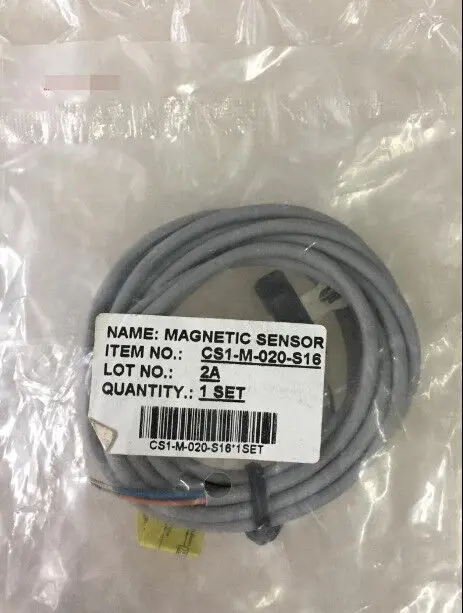 NAME: MAGNETIC SENSOR
ITEM NO.: CS1-M-020-S16
LOT NO.: 2A
QUANTITY.: 1 SET
CS1-M-020-S16*1SET